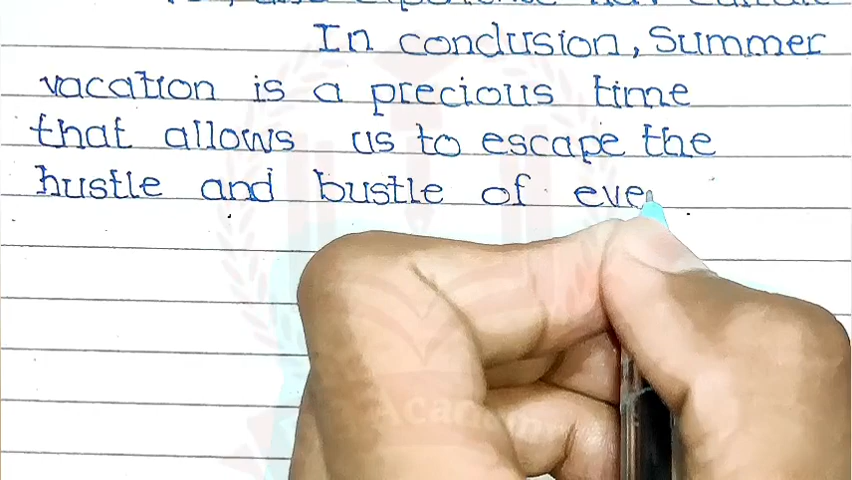 In conclusion, Summer
vacation is a precious time
that allows us to escape the
hustle and bustle of eve